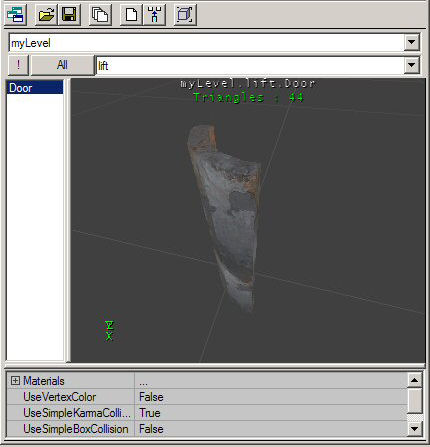 myLevel
! All lift
Door
myLevel.lift.Door
Triangles : 44
Z
X
Materials ...
UseVertexColor False
UseSimpleKarmaColli... True
UseSimpleBoxCollision False